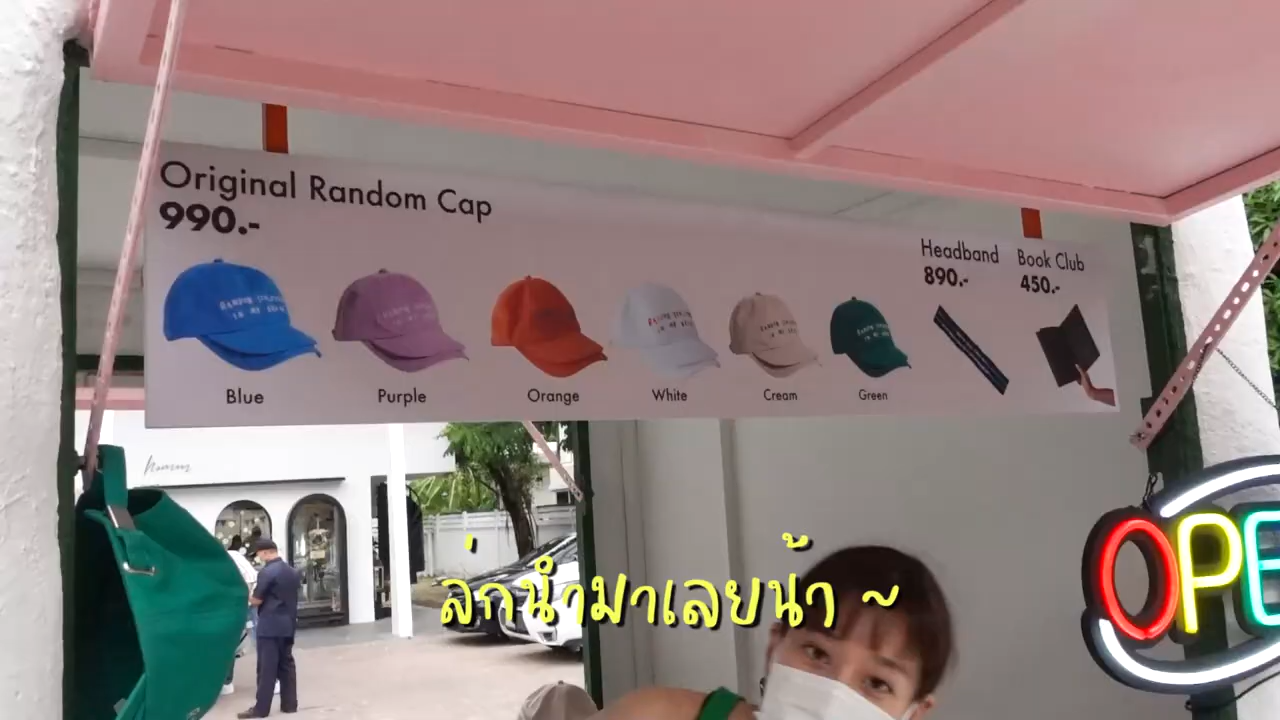 Original Random Cap
990.-
Headband
890.-
Book Club
450.-
Blue
Purple
Orange
White
Cream
Green
ล่กนำมาเลยน้า ~
OPE